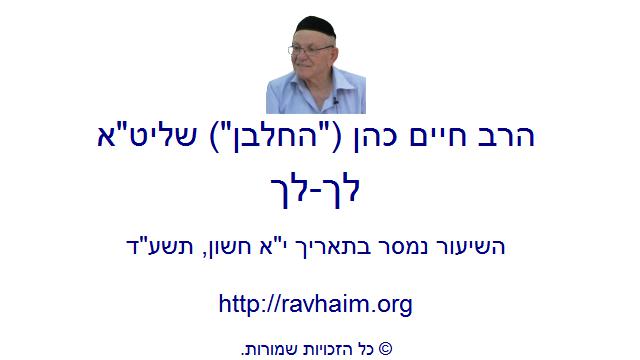 הרב חיים כהן ("החלבן") שליט"א
לך-לך
השיעור נמסר בתאריך י"א חשון, תשע"ד
http://ravhaim.org
© כל הזכויות שמורות.